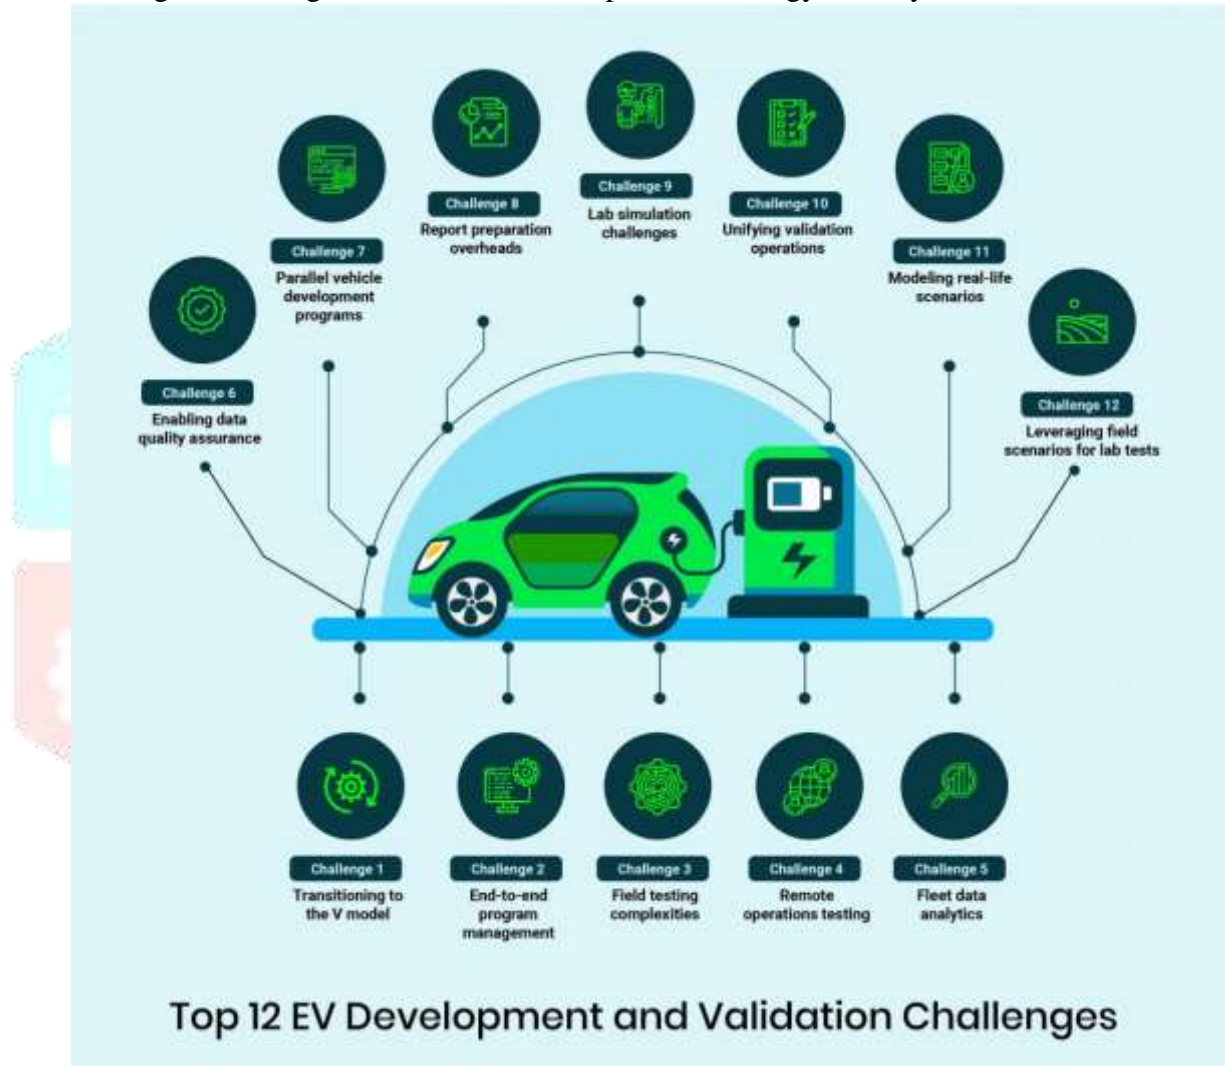 Challenge 9
Lab simulation
challenges
Challenge 8
Report preparation
overheads
Challenge 10
Unifying validation
operations
Challenge 7
Parallel vehicle
development
programs
Challenge 11
Modeling real-life
scenarios
Challenge 6
Enabling data
quality assurance
Challenge 12
Leveraging field
scenarios for lab tests
Challenge 1
Transitioning to
the V model
Challenge 2
End-to-end
program
management
Challenge 3
Field testing
complexities
Challenge 4
Remote
operations testing
Challenge 5
Fleet data
analytics
Top 12 EV Development and Validation Challenges